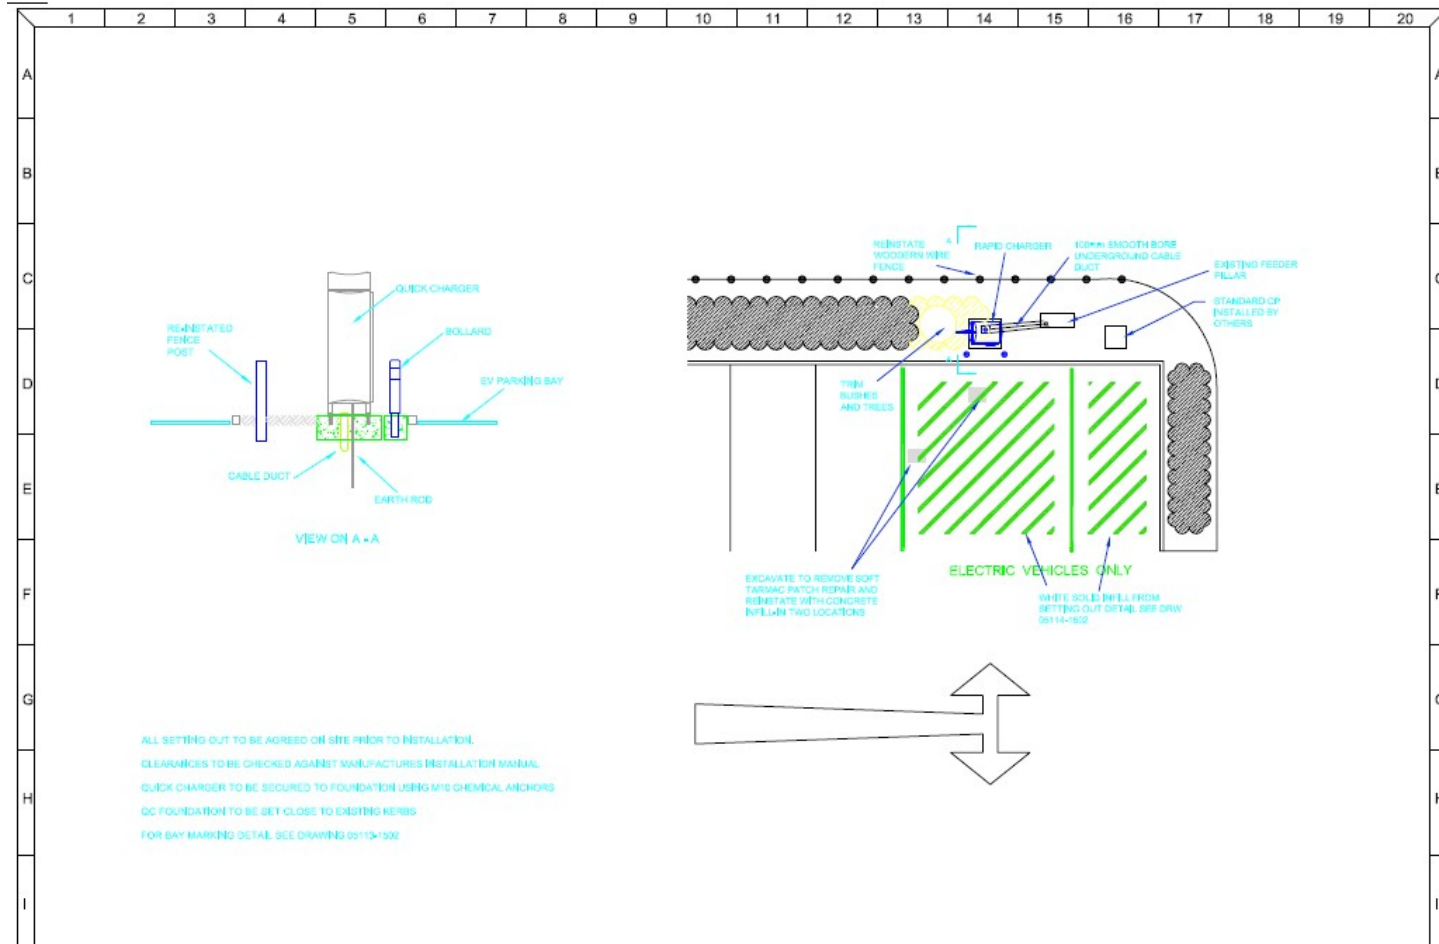 1 2 3 4 5 6 7 8 9 10 11 12 13 14 15 16 17 18 19 20
A
B
C
D
E
F
G
H
I
A
QUICK CHARGER
RE-INSTATED
FENCE
POST
BOLLARD
EV PARKING BAY
CABLE DUCT
EARTH ROD
VIEW ON A - A
REINSTATE
WOODERN WIRE
FENCE
RAPID CHARGER
100mm SMOOTH BORE
UNDERGROUND CABLE
DUCT
EXISTING FEEDER
PILLAR
STANDARD CP
INSTALLED BY
OTHERS
TRIM
BUSHES
AND TREES
ELECTRIC VEHICLES ONLY
EXCAVATE TO REMOVE SOFT
TARMAC PATCH REPAIR AND
REINSTATE WITH CONCRETE
INFILL-IN TWO LOCATIONS
WHITE SOLID INFILL FROM
SETTING OUT DETAIL SEE DRW
05114-1502
ALL SETTING OUT TO BE AGREED ON SITE PRIOR TO INSTALLATION.
CLEARANCES TO BE CHECKED AGAINST MANUFACTURES INSTALLATION MANUAL
QUICK CHARGER TO BE SECURED TO FOUNDATION USING M10 CHEMICAL ANCHORS
QC FOUNDATION TO BE SET CLOSE TO EXISTING KERBS
FOR BAY MARKING DETAIL SEE DRAWING 05113-1502